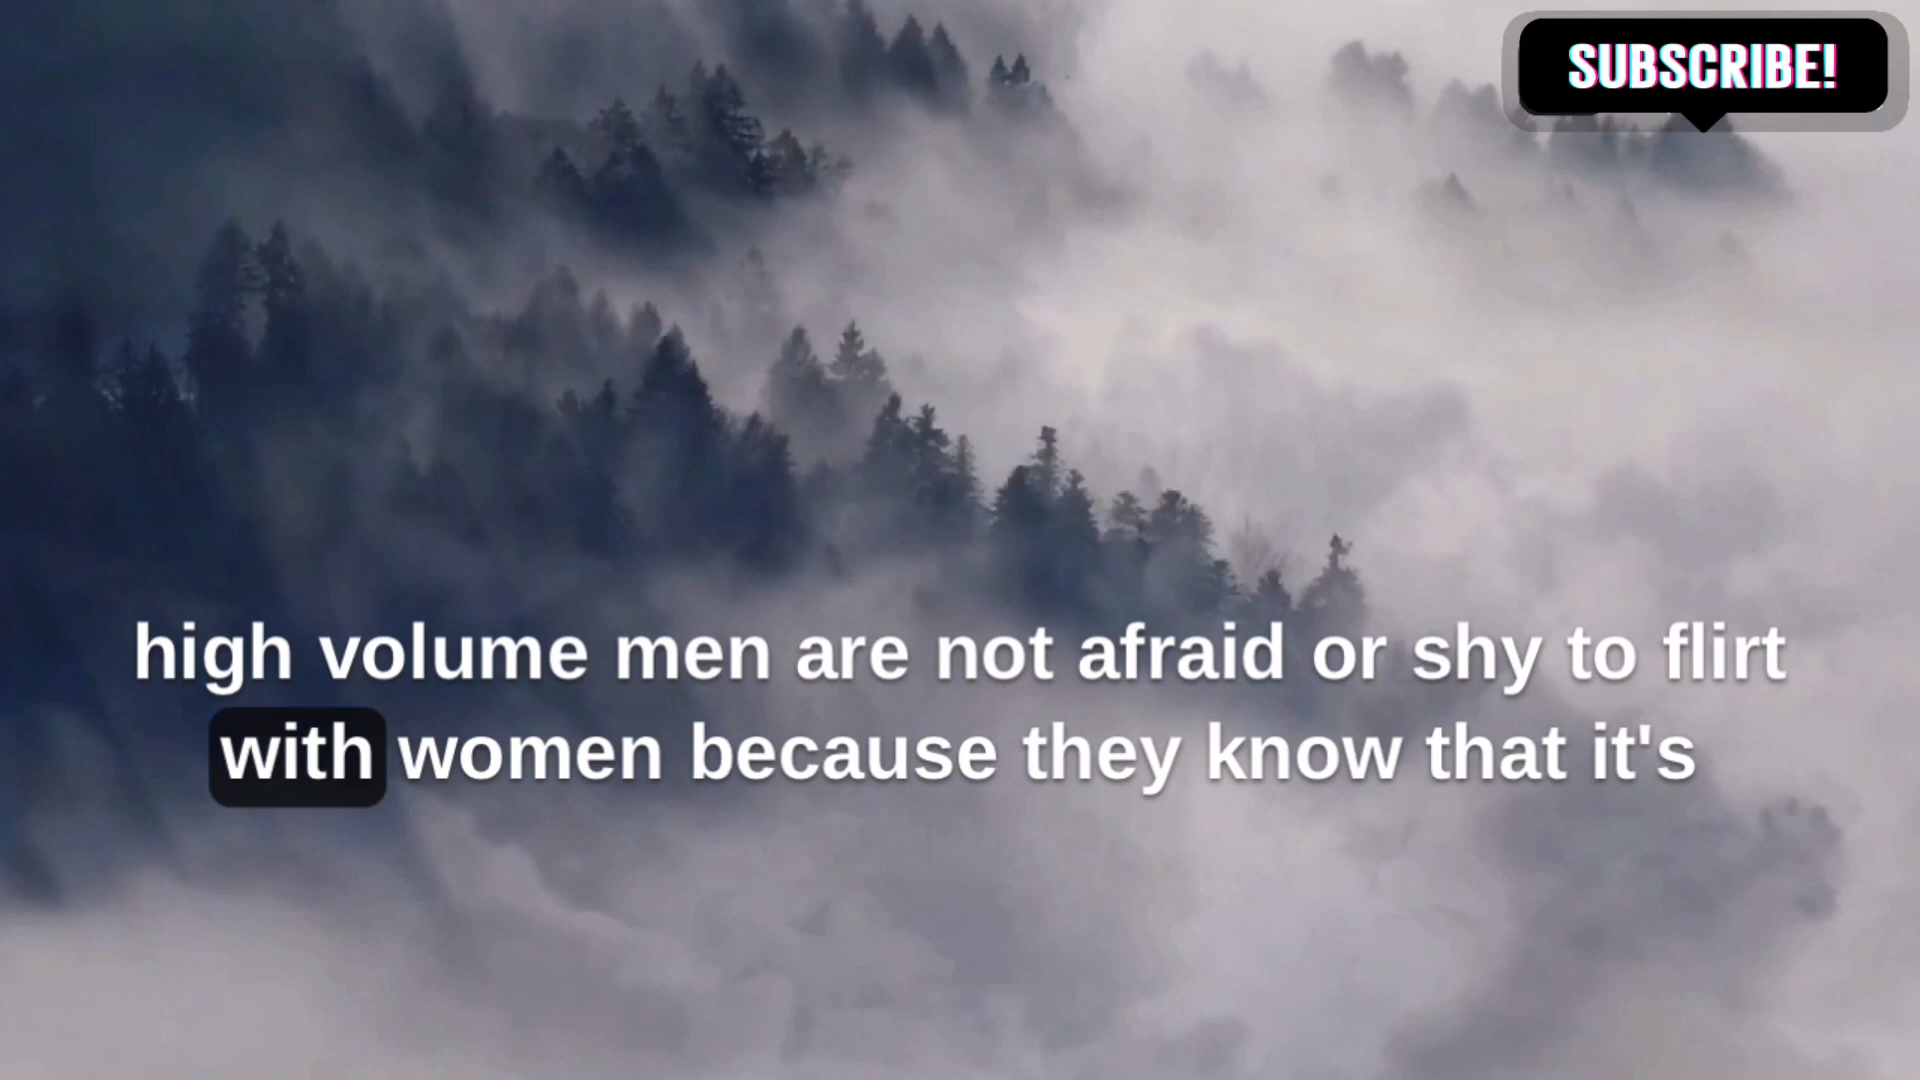 SUBSCRIBE!
high volume men are not afraid or shy to flirt
with women because they know that it's